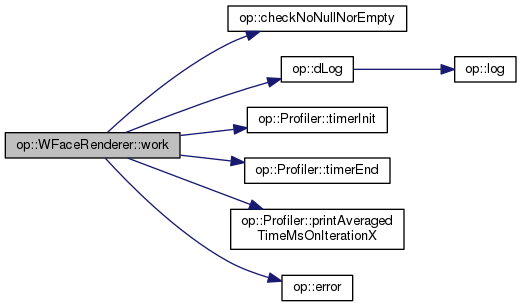 op::checkNoNullNorEmpty
op::dLog
op::log
op::Profiler::timerInit
op::WFaceRenderer::work
op::Profiler::timerEnd
op::Profiler::printAveraged
TimeMsOnIterationX
op::error